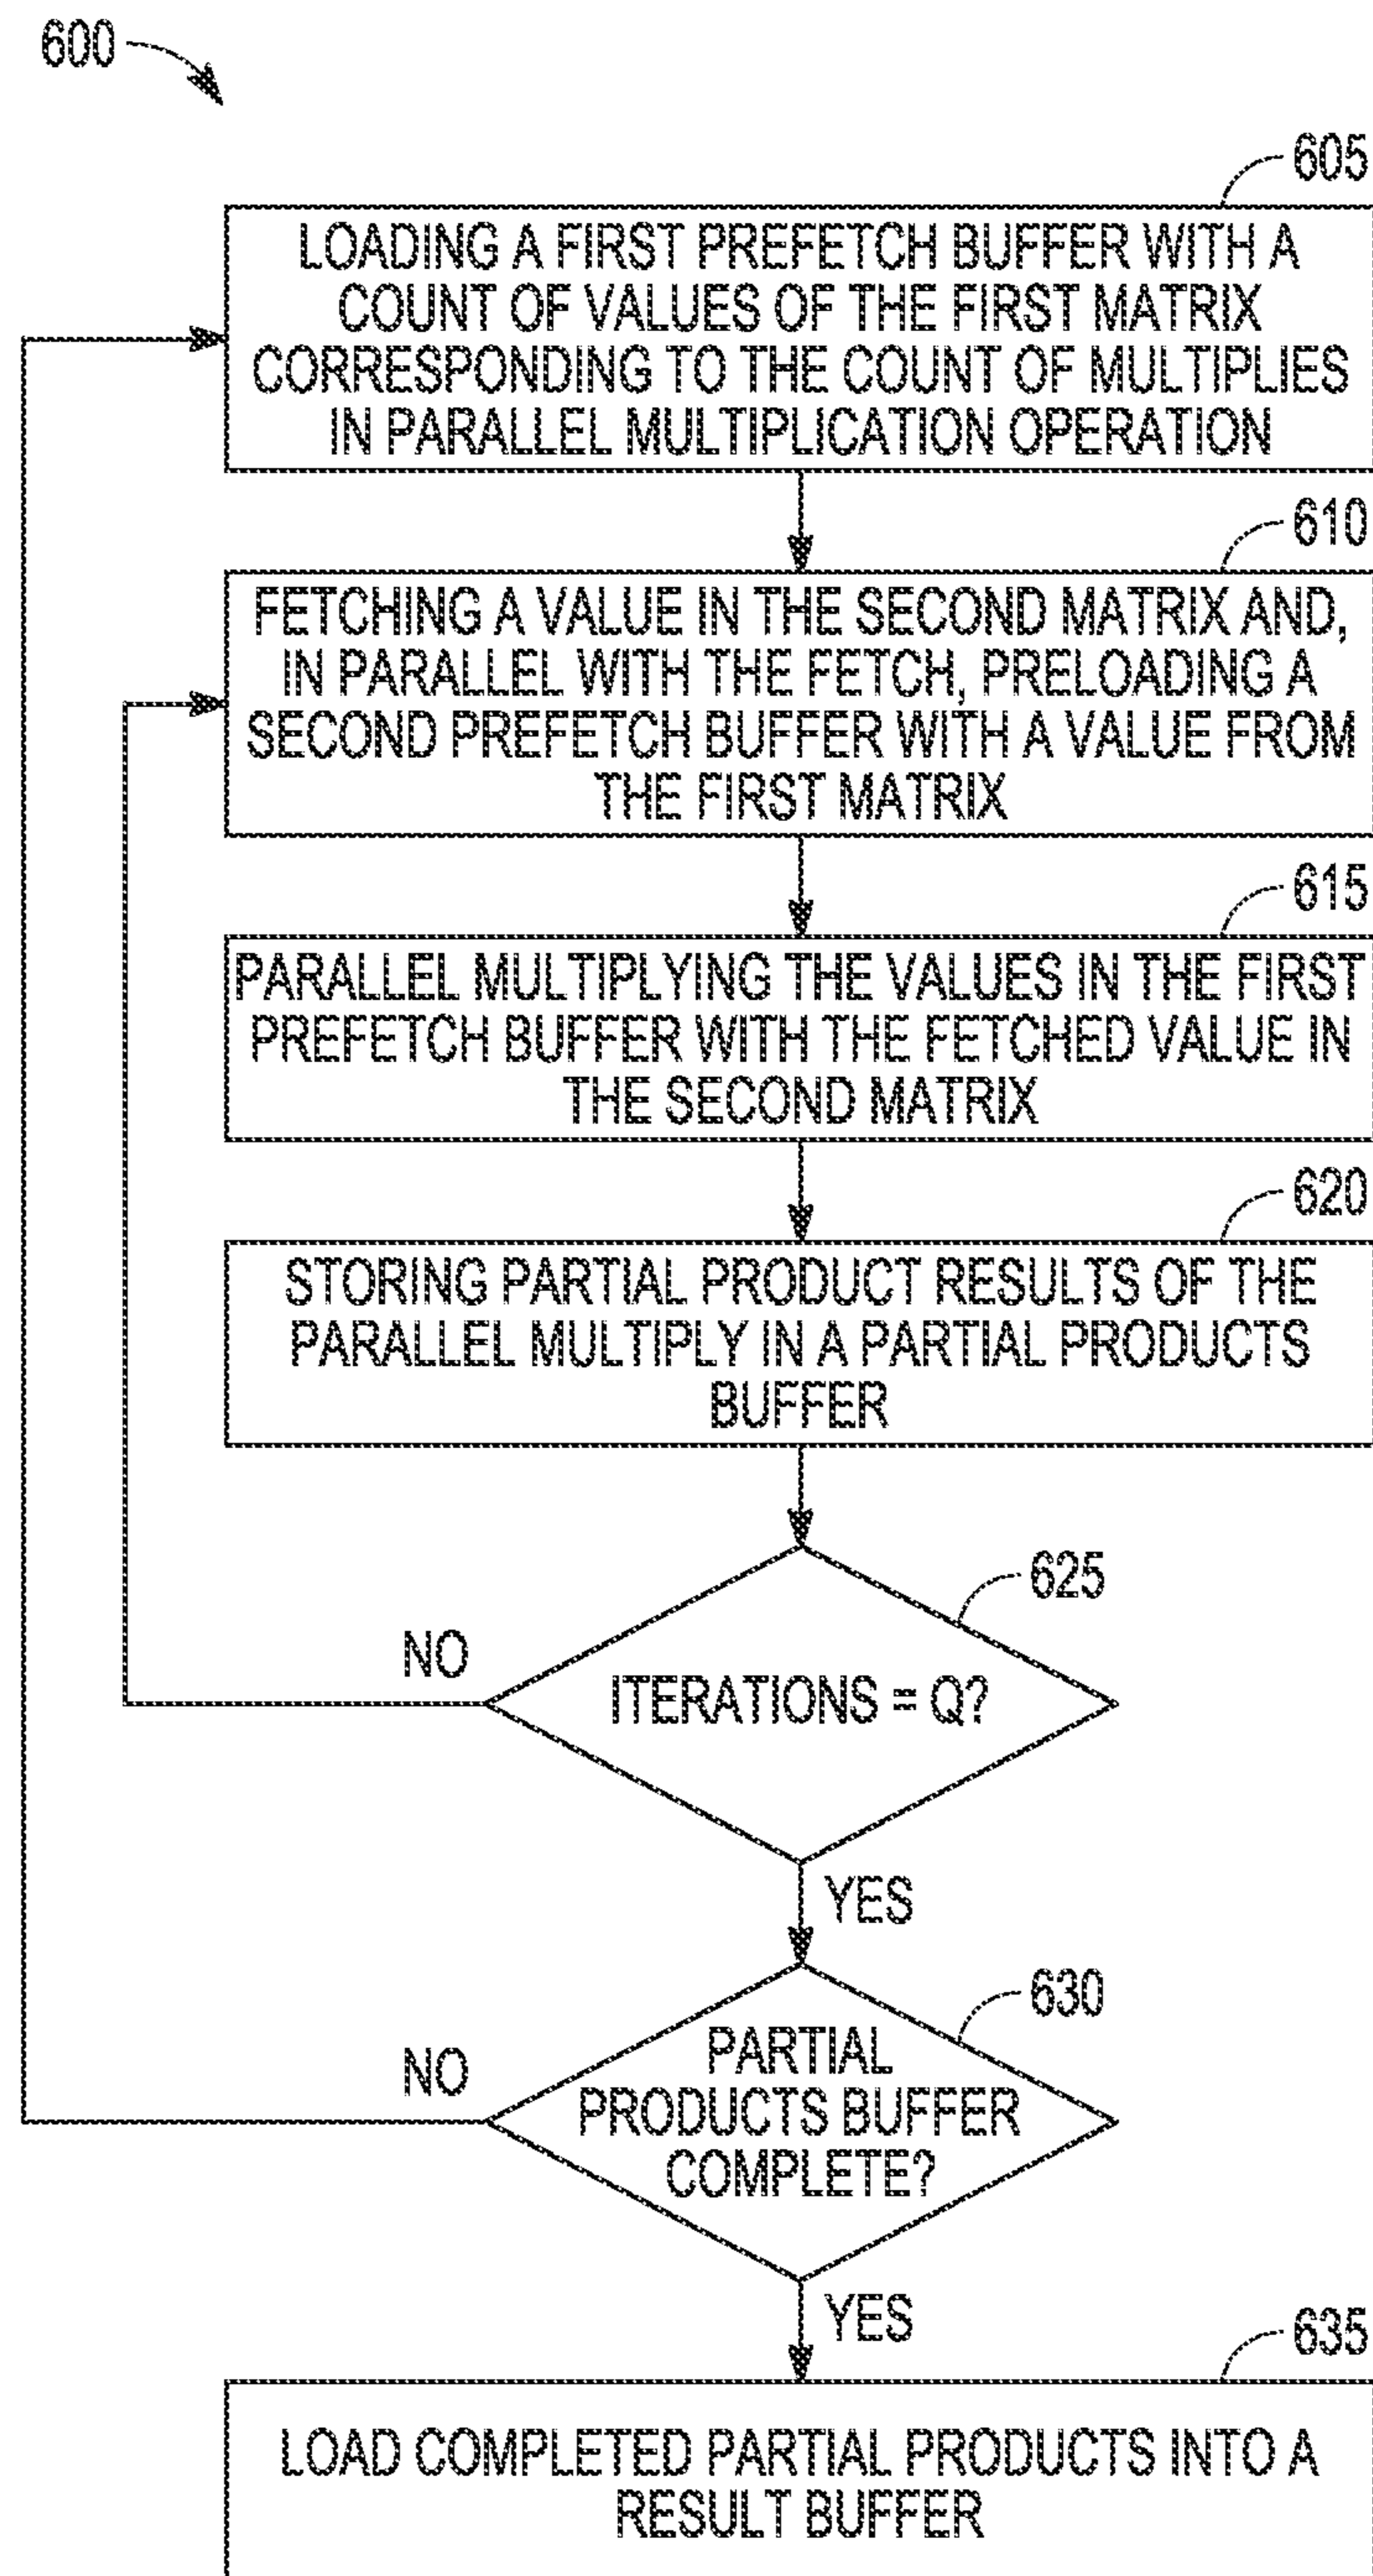 600
605
LOADING A FIRST PREFETCH BUFFER WITH A
COUNT OF VALUES OF THE FIRST MATRIX
CORRESPONDING TO THE COUNT OF MULTIPLIES
IN PARALLEL MULTIPLICATION OPERATION
610
FETCHING A VALUE IN THE SECOND MATRIX AND,
IN PARALLEL WITH THE FETCH, PRELOADING A
SECOND PREFETCH BUFFER WITH A VALUE FROM
THE FIRST MATRIX
615
PARALLEL MULTIPLYING THE VALUES IN THE FIRST
PREFETCH BUFFER WITH THE FETCHED VALUE IN
THE SECOND MATRIX
620
STORING PARTIAL PRODUCT RESULTS OF THE
PARALLEL MULTIPLY IN A PARTIAL PRODUCTS
BUFFER
625
NO
ITERATIONS = Q?
YES
630
NO
PARTIAL
PRODUCTS BUFFER
COMPLETE?
YES
635
LOAD COMPLETED PARTIAL PRODUCTS INTO A
RESULT BUFFER